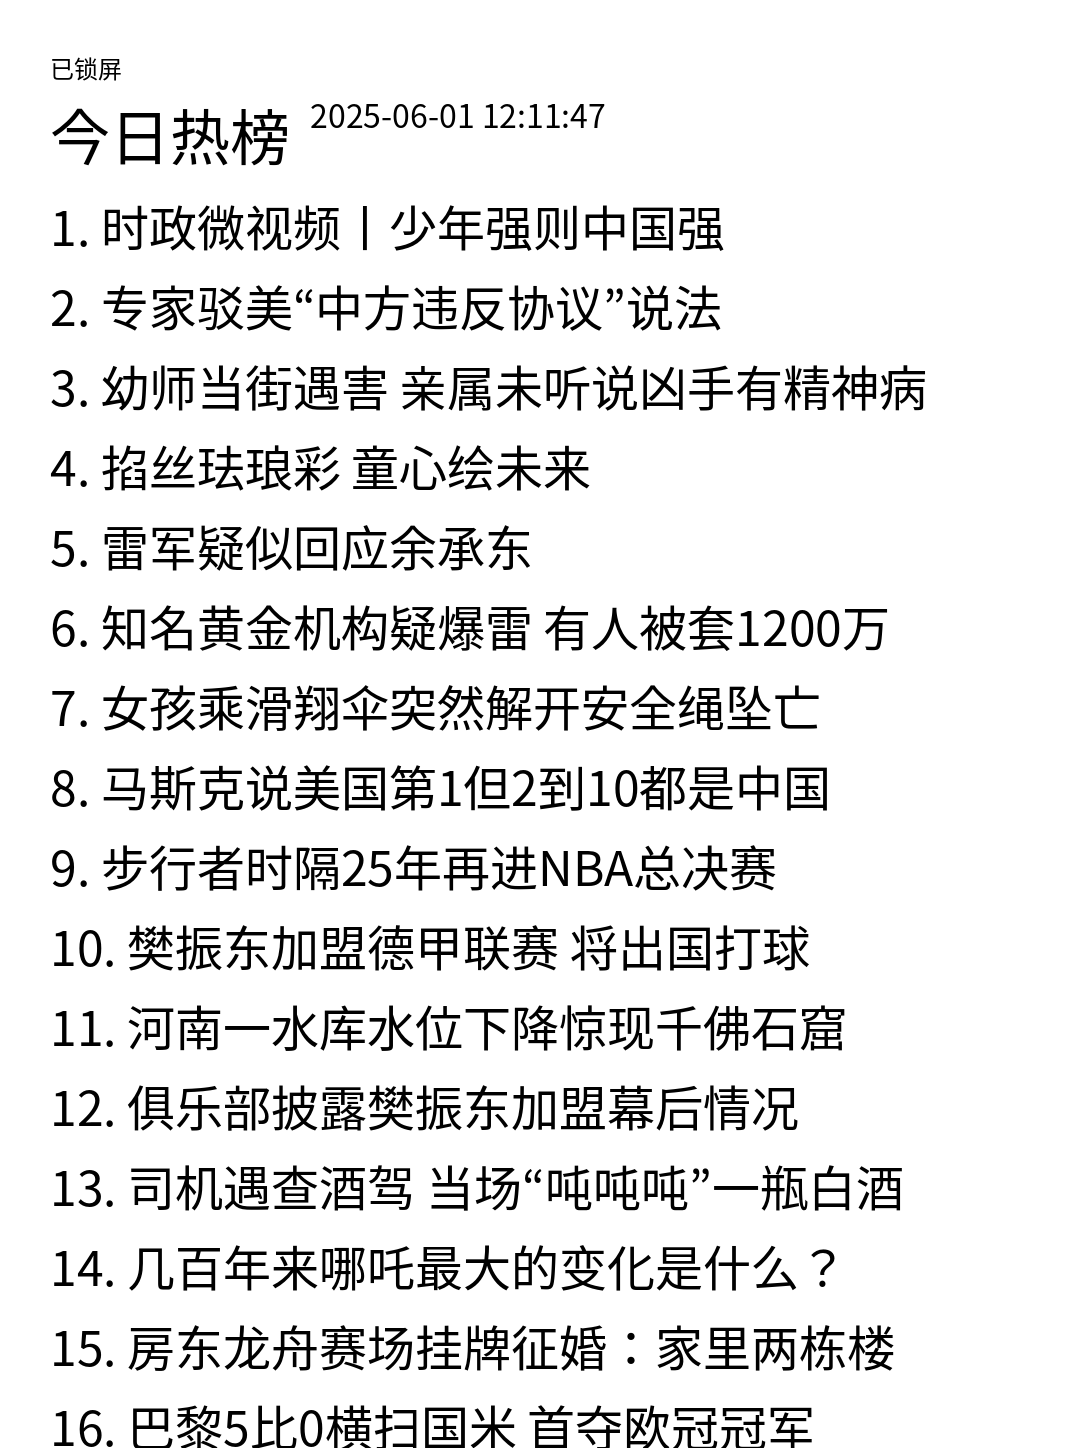 已锁屏
今日热榜 2025-06-01 12:11:47
1. 时政微视频丨少年强则中国强
2. 专家驳美“中方违反协议”说法
3. 幼师当街遇害 亲属未听说凶手有精神病
4. 掐丝珐琅彩 童心绘未来
5. 雷军疑似回应余承东
6. 知名黄金机构疑爆雷 有人被套1200万
7. 女孩乘滑翔伞突然解开安全绳坠亡
8. 马斯克说美国第1但2到10都是中国
9. 步行者时隔25年再进NBA总决赛
10. 樊振东加盟德甲联赛 将出国打球
11. 河南一水库水位下降惊现千佛石窟
12. 俱乐部披露樊振东加盟幕后情况
13. 司机遇查酒驾 当场“吨吨吨”一瓶白酒
14. 几百年来哪吒最大的变化是什么？
15. 房东龙舟赛场挂牌征婚：家里两栋楼
16. 巴黎5比0横扫国米 首夺欧冠冠军